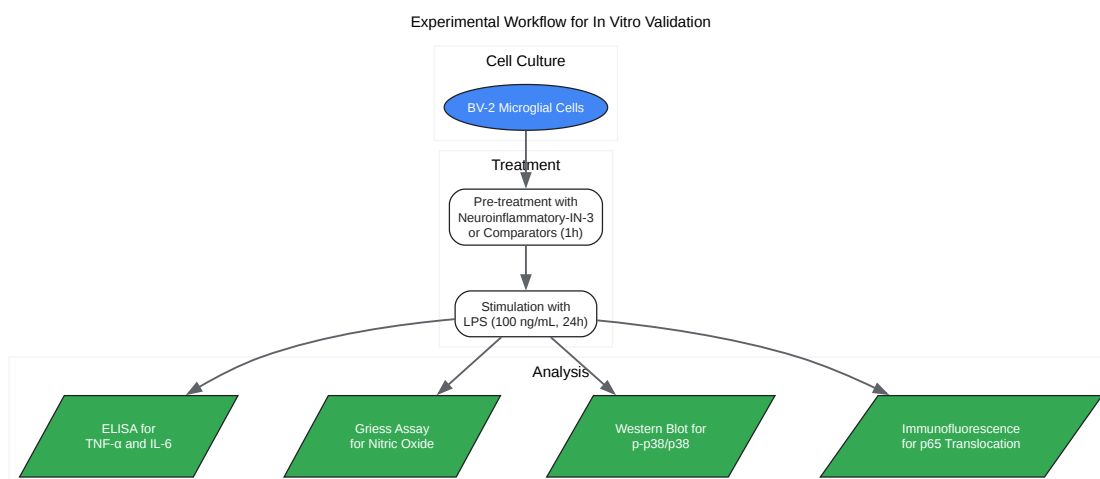 Experimental Workflow for In Vitro Validation
Cell Culture
BV-2 Microglial Cells
Treatment
Pre-treatment with
Neuroinflammatory-IN-3
or Comparators (1h)
Stimulation with
LPS (100 ng/mL, 24h)
Analysis
ELISA for
TNF-α and IL-6
Griess Assay
for Nitric Oxide
Western Blot for
p-p38/p38
Immunofluorescence
for p65 Translocation